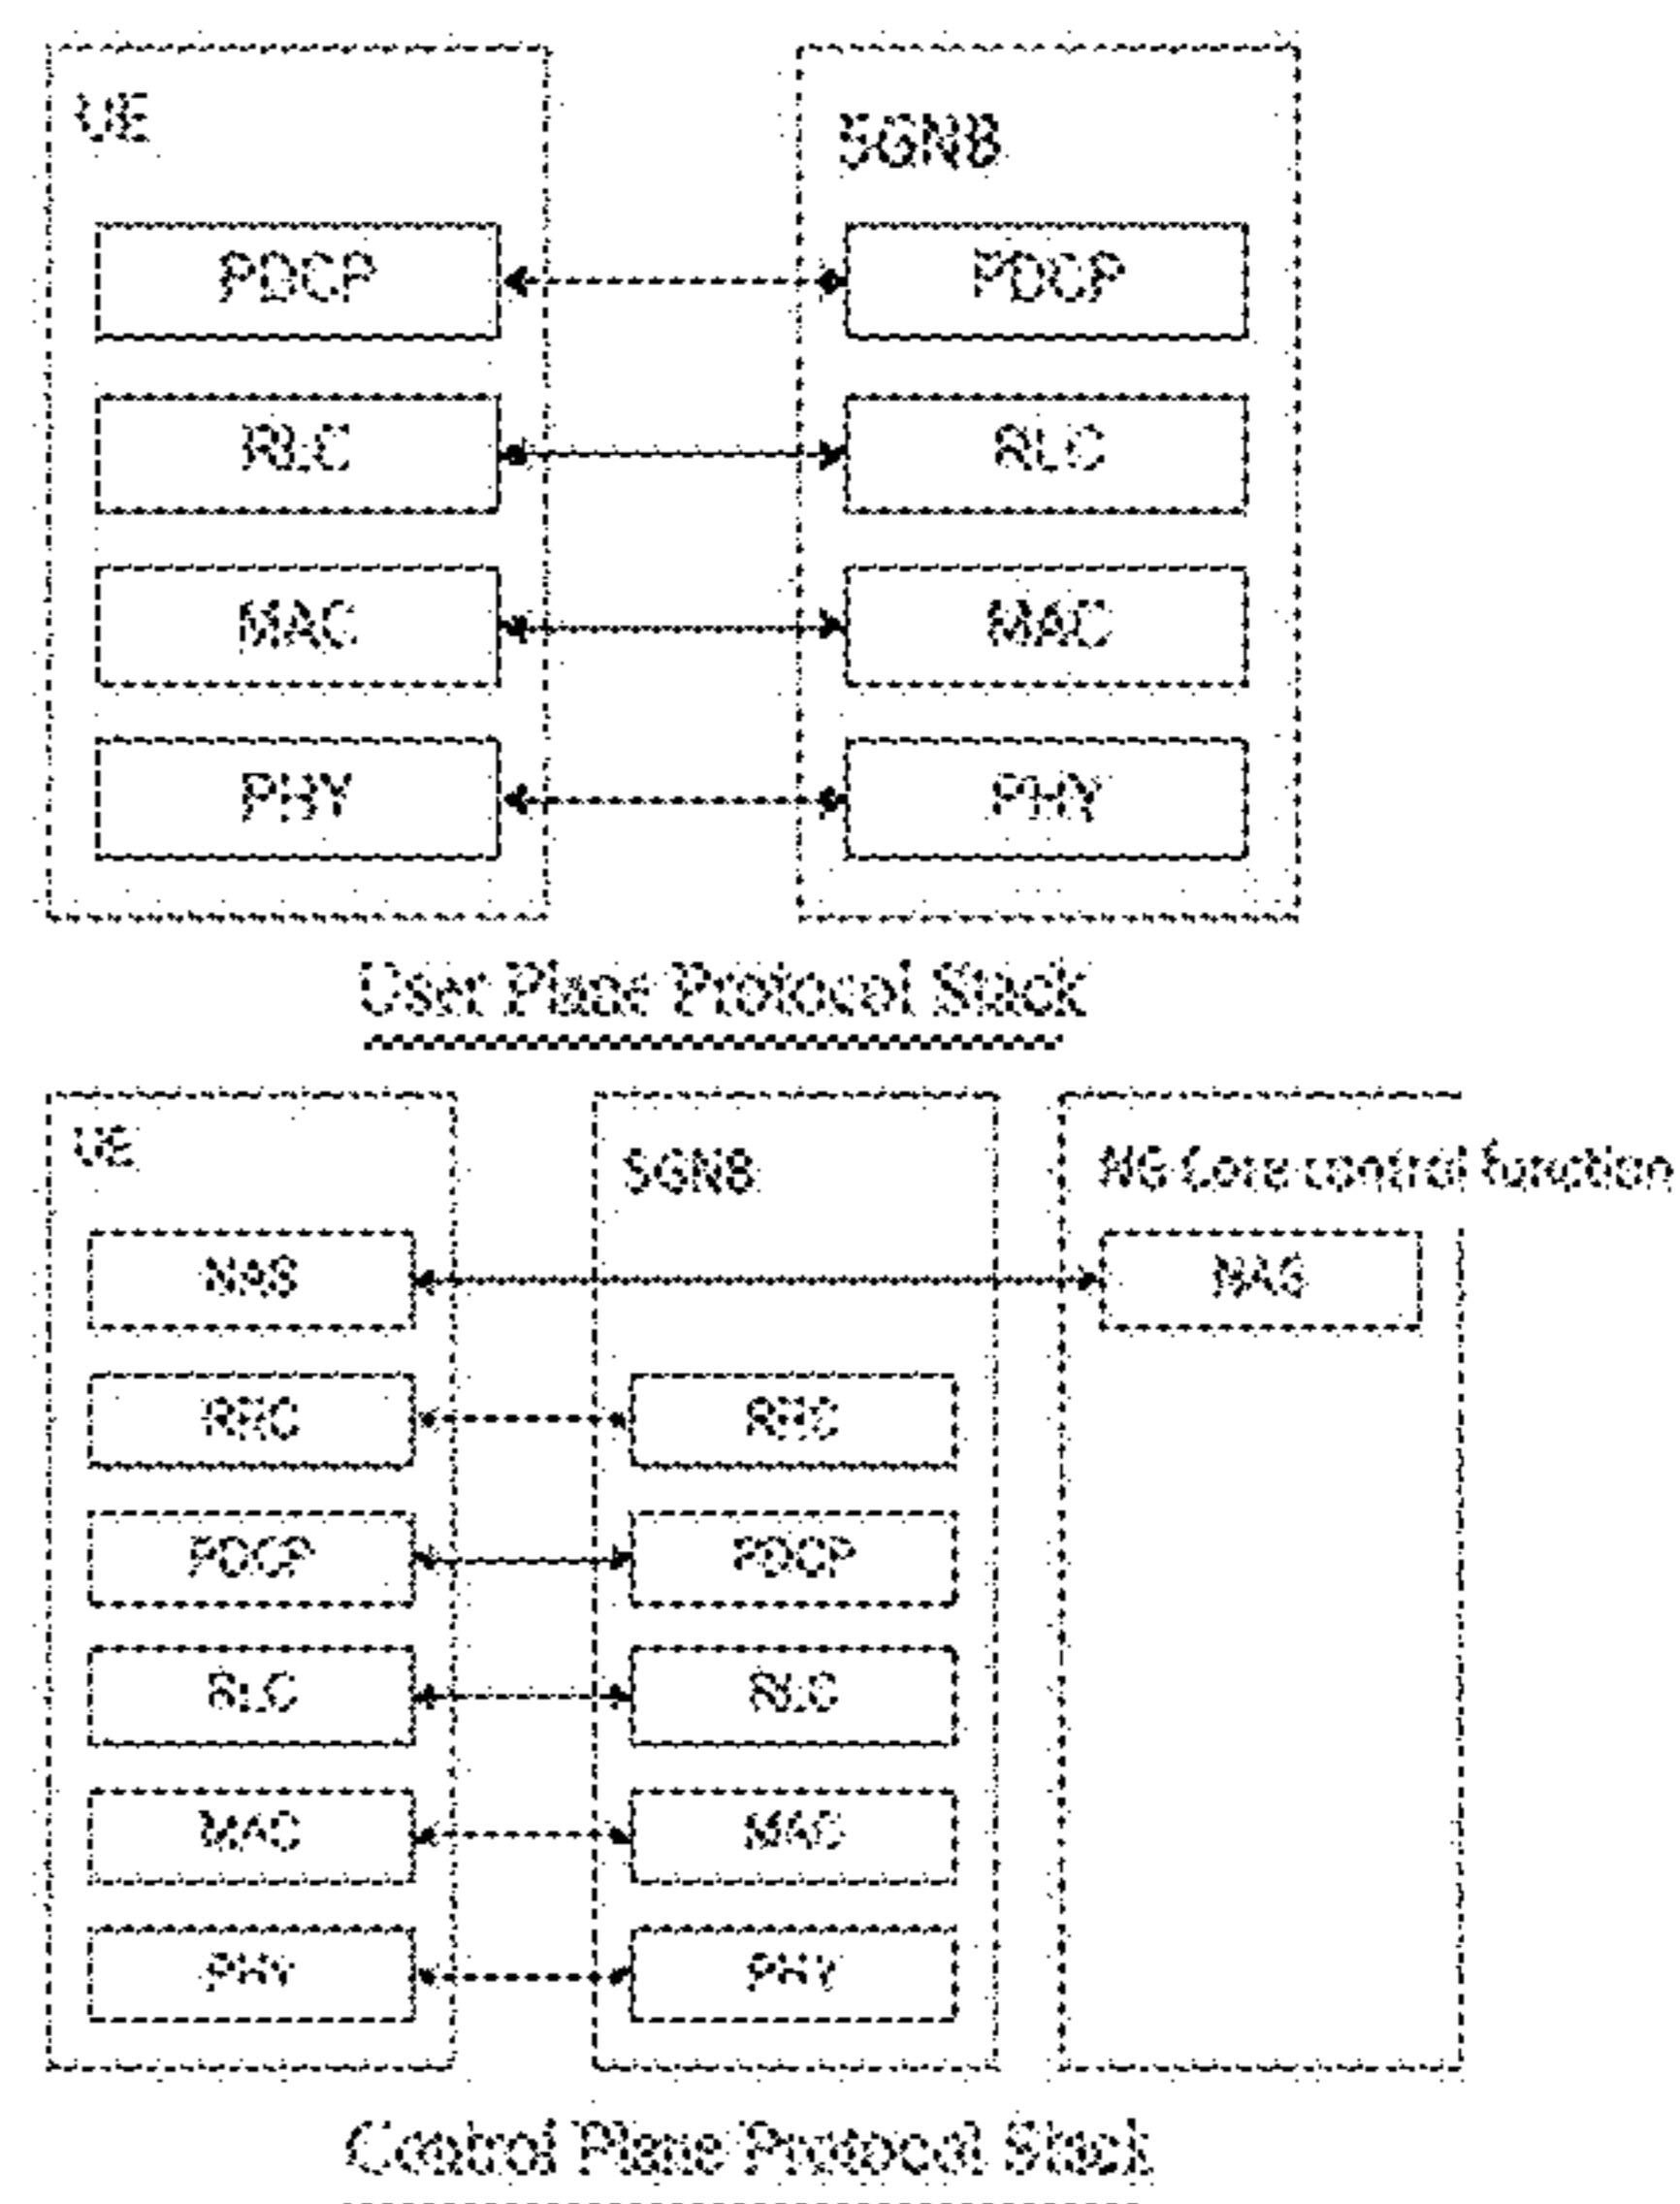 UE
5GNB
PDCP
PDCP
RLC
RLC
MAC
MAC
PHY
PHY
User Plane Protocol Stack
UE
5GNB
NG Core control function
NAS
NAS
RRC
RRC
PDCP
PDCP
RLC
RLC
MAC
MAC
PHY
PHY
Control Plane Protocol Stack